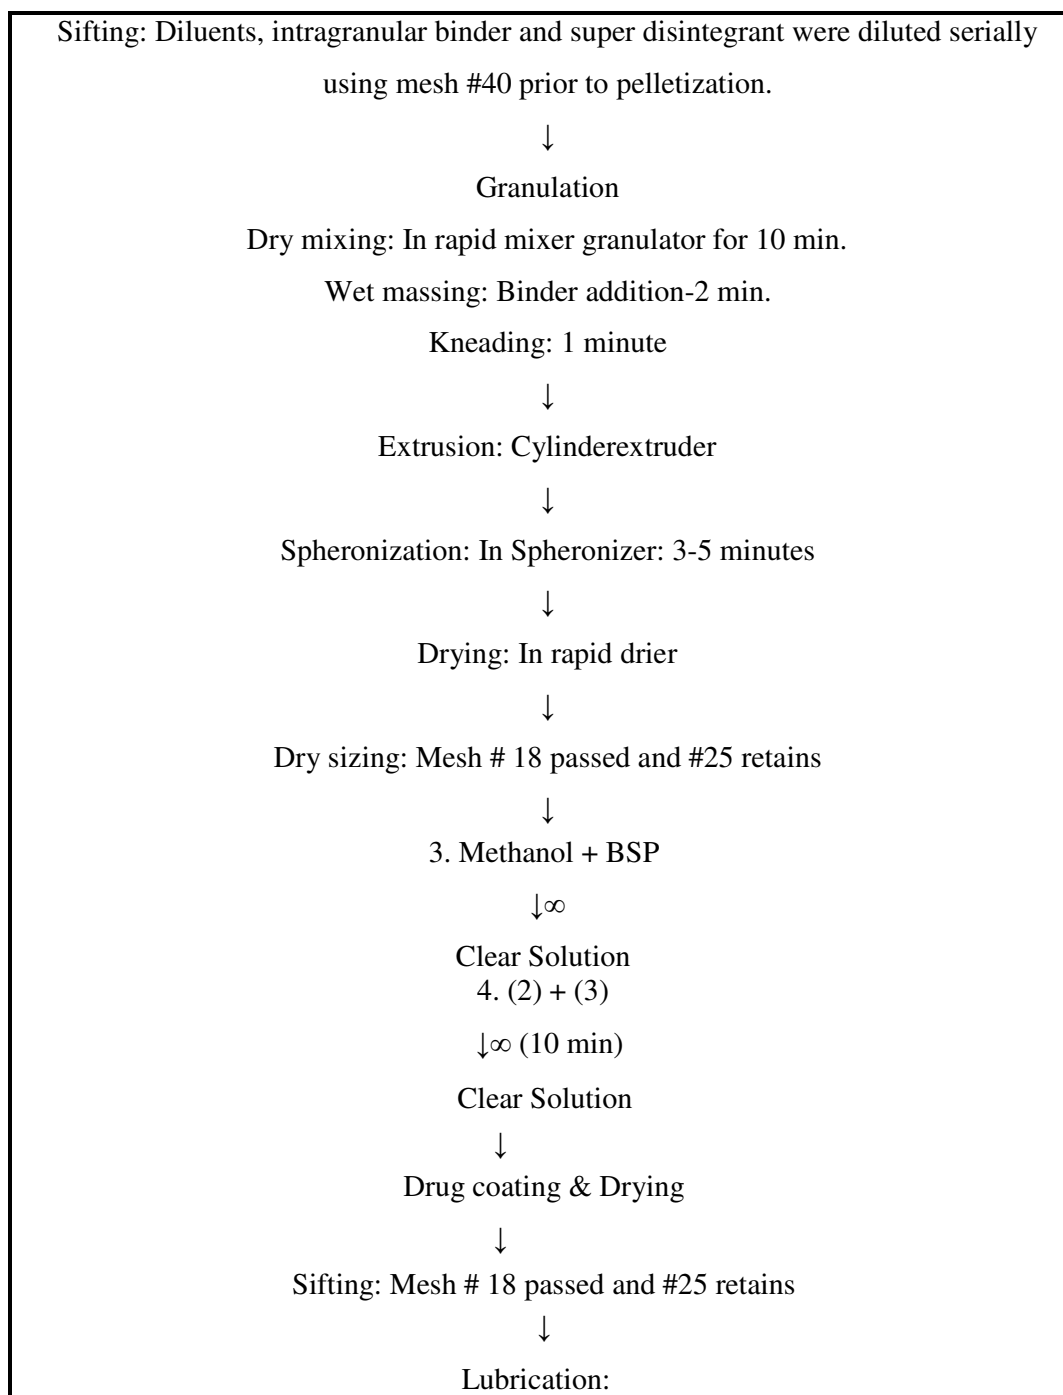 Sifting: Diluents, intragranular binder and super disintegrant were diluted serially
using mesh #40 prior to pelletization.
↓
Granulation
Dry mixing: In rapid mixer granulator for 10 min.
Wet massing: Binder addition-2 min.
Kneading: 1 minute
↓
Extrusion: Cylinderextruder
↓
Spheronization: In Spheronizer: 3-5 minutes
↓
Drying: In rapid drier
↓
Dry sizing: Mesh # 18 passed and #25 retains
↓
3. Methanol + BSP
↓∞
Clear Solution
4. (2) + (3)
↓∞ (10 min)
Clear Solution
↓
Drug coating & Drying
↓
Sifting: Mesh # 18 passed and #25 retains
↓
Lubrication: